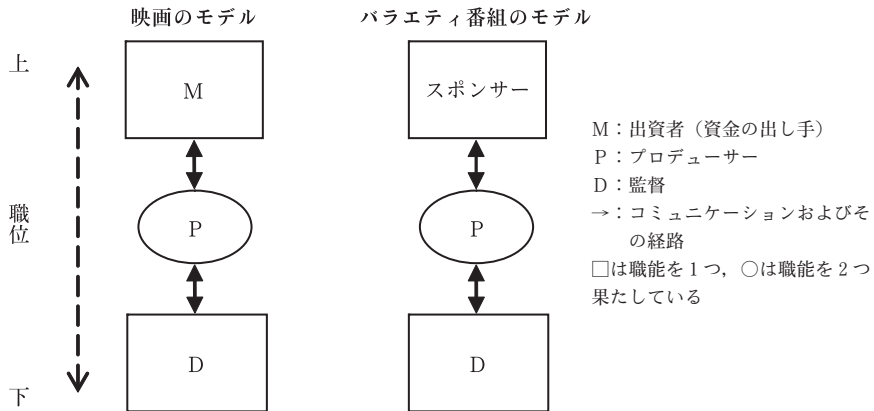 映画のモデル
バラエティ番組のモデル
上
職位
下
M
P
D
スポンサー
P
D
M：出資者（資金の出し手）
P：プロデューサー
D：監督
→：コミュニケーションおよびそ
の経路
□は職能を1つ，○は職能を2つ
果たしている